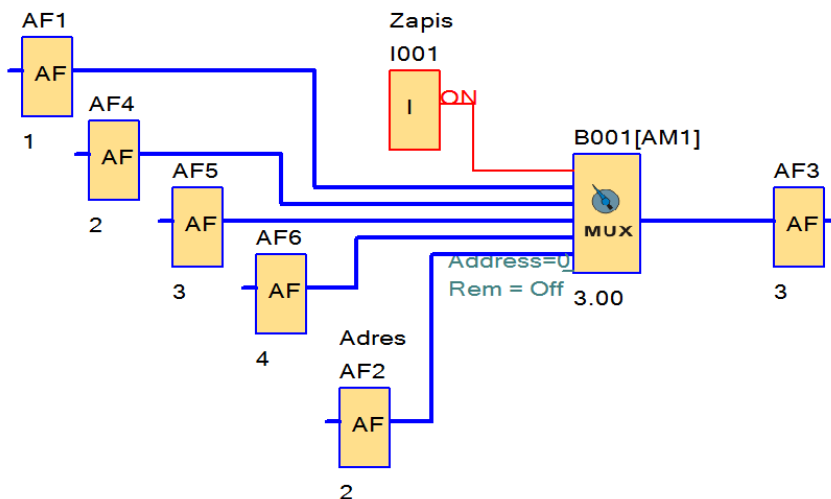 AF1
AF
1
AF4
AF
2
AF5
AF
3
AF6
AF
4
Adres
AF2
AF
2
Zapis
I001
I
ON
B001[AM1]
MUX
Address=0_
Rem = Off
3.00
AF3
AF
3